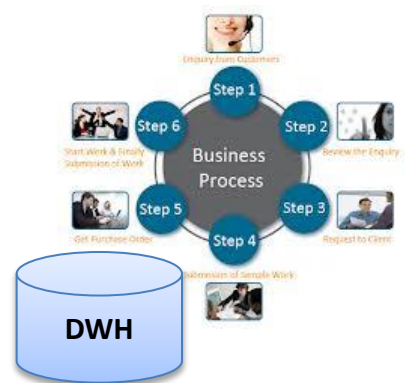 Enquiry from Customers
Step 1
Step 2
Review the Enquiry
Step 3
Request to Client
Step 4
Submission of Sample Work
Step 5
Get Purchase Order
Step 6
Start Work & Finally
Submission of Work
Business
Process
DWH